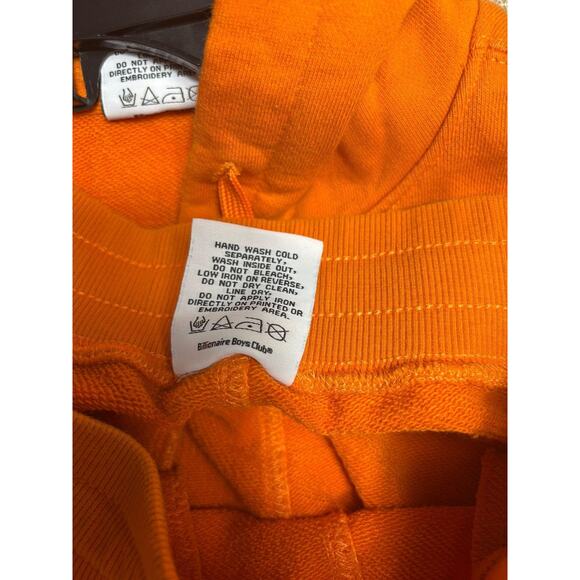 DO NOT APPLY IRON
DIRECTLY ON PRINTED
EMBROIDERY AREA.
HAND WASH COLD
SEPARATELY,
WASH INSIDE OUT,
DO NOT BLEACH,
LOW IRON ON REVERSE,
DO NOT DRY CLEAN,
LINE DRY,
DO NOT APPLY IRON
DIRECTLY ON PRINTED OR
EMBROIDERY AREA.
Billionaire Boys Club®